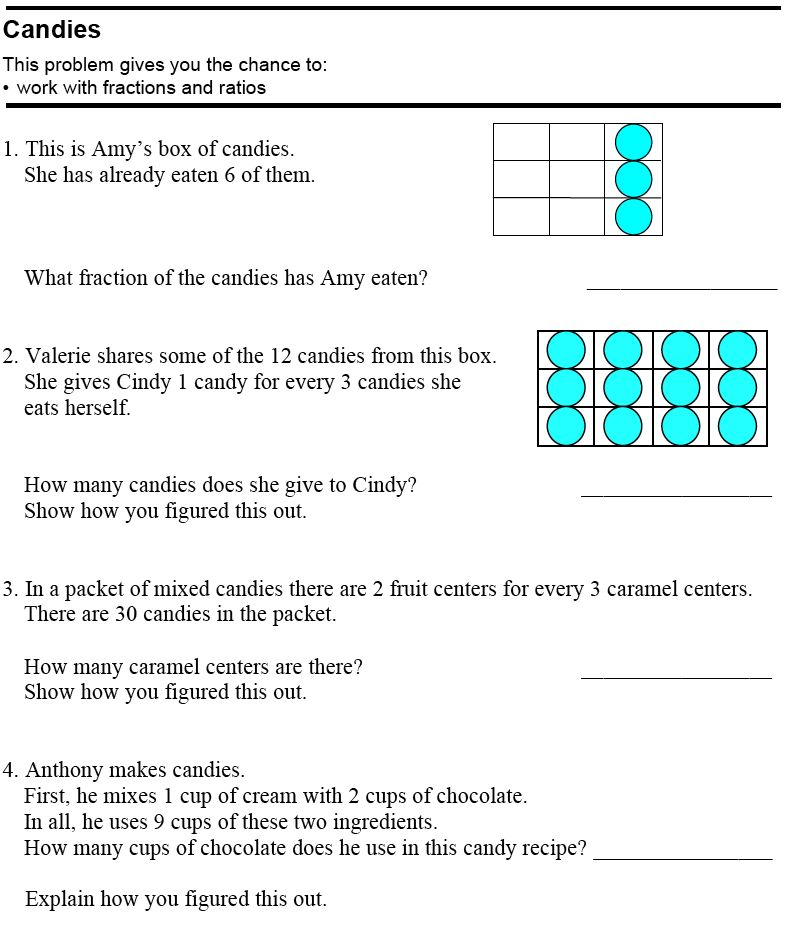 Candies
This problem gives you the chance to:
• work with fractions and ratios
1. This is Amy’s box of candies.
She has already eaten 6 of them.
What fraction of the candies has Amy eaten? _________________
2. Valerie shares some of the 12 candies from this box.
She gives Cindy 1 candy for every 3 candies she
eats herself.
How many candies does she give to Cindy? _________________
Show how you figured this out.
3. In a packet of mixed candies there are 2 fruit centers for every 3 caramel centers.
There are 30 candies in the packet.
How many caramel centers are there? _________________
Show how you figured this out.
4. Anthony makes candies.
First, he mixes 1 cup of cream with 2 cups of chocolate.
In all, he uses 9 cups of these two ingredients.
How many cups of chocolate does he use in this candy recipe? ________________
Explain how you figured this out.